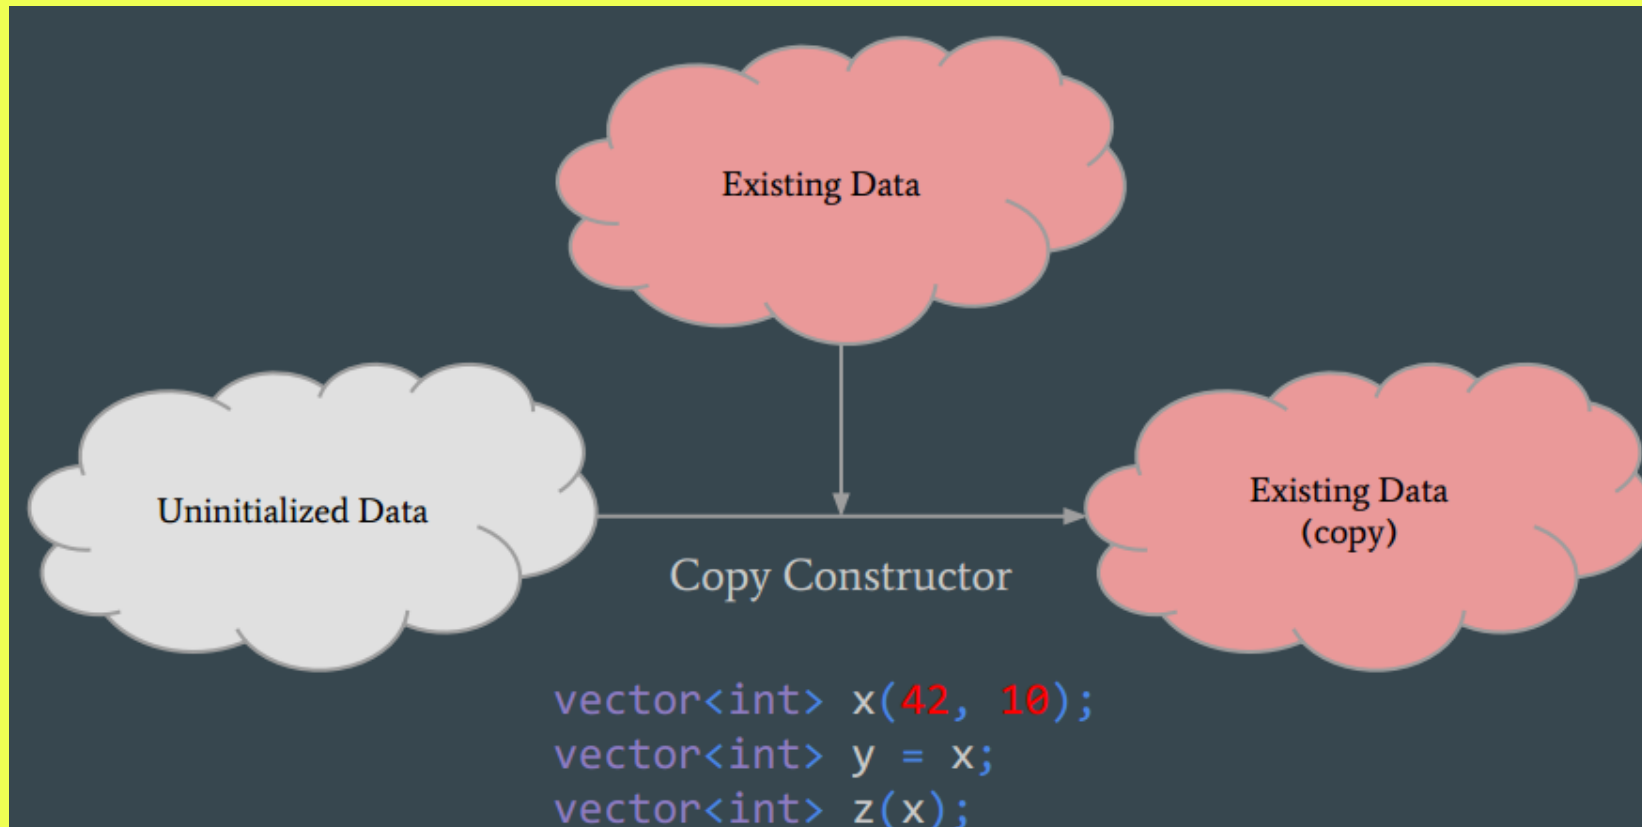 Existing Data
Uninitialized Data
Existing Data
(copy)
Copy Constructor
vector<int> x(42, 10);
vector<int> y = x;
vector<int> z(x);